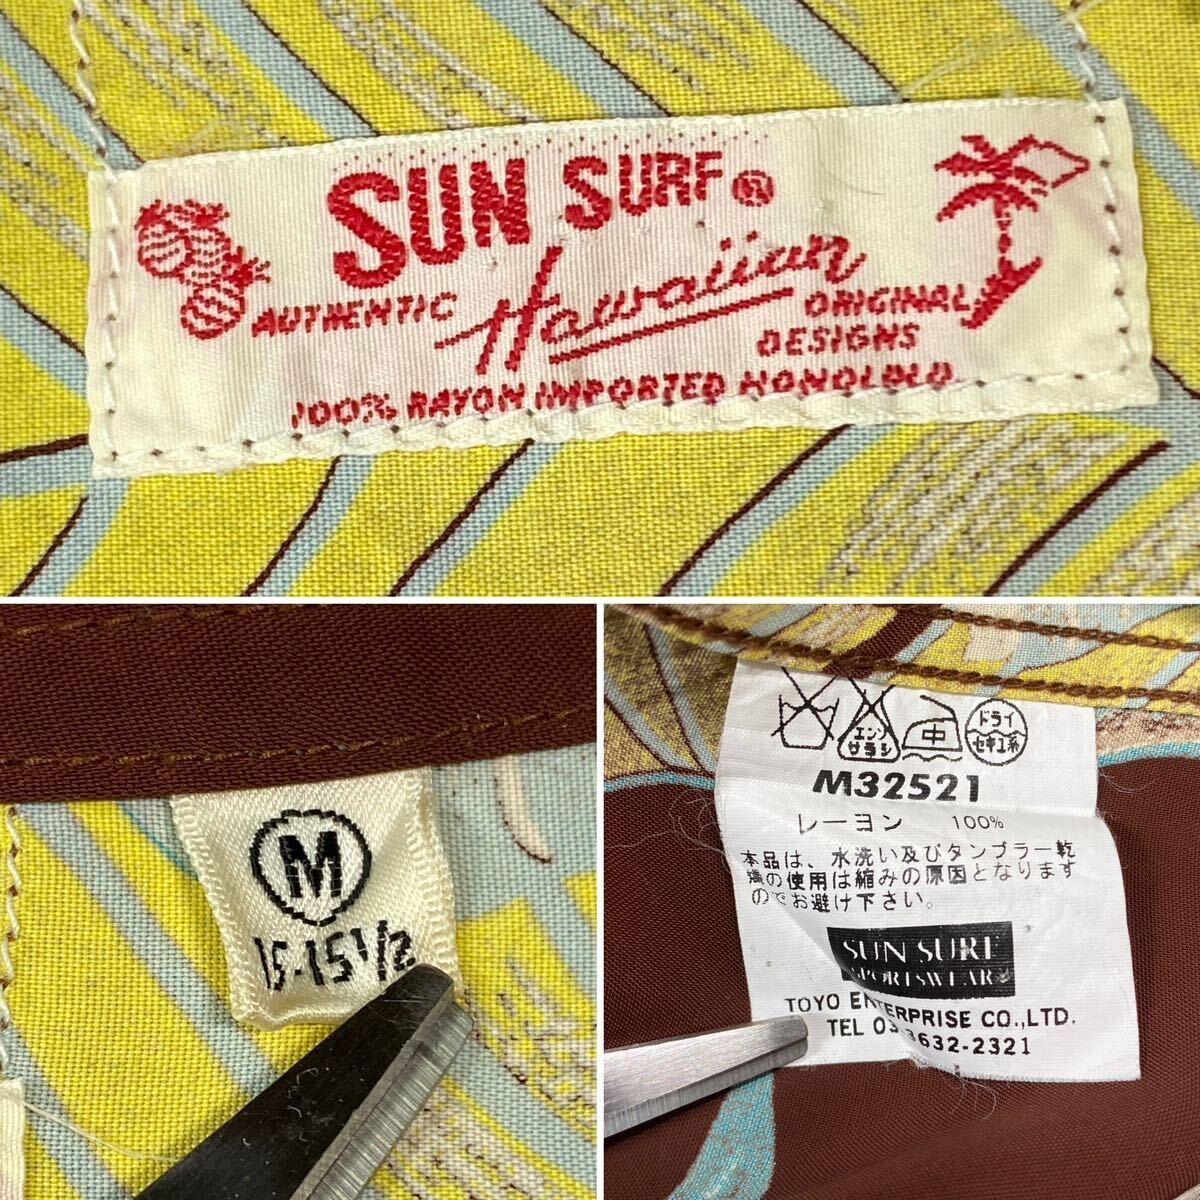 SUN SURF ®
AUTHENTIC Hawaiian ORIGINAL
DESIGNS
100% RAYON IMPORTED HONOLULU
M
15-15 1/2
エンソ
サラシ
中
ドライ
セキユ系
M32521
レーヨン 100%
本品は、水洗い及びタンブラー乾
燥の使用は縮みの原因となります
のでお避け下さい。
SUN SURF
SPORTSWEAR
TOYO ENTERPRISE CO.,LTD.
TEL 03-3632-2321